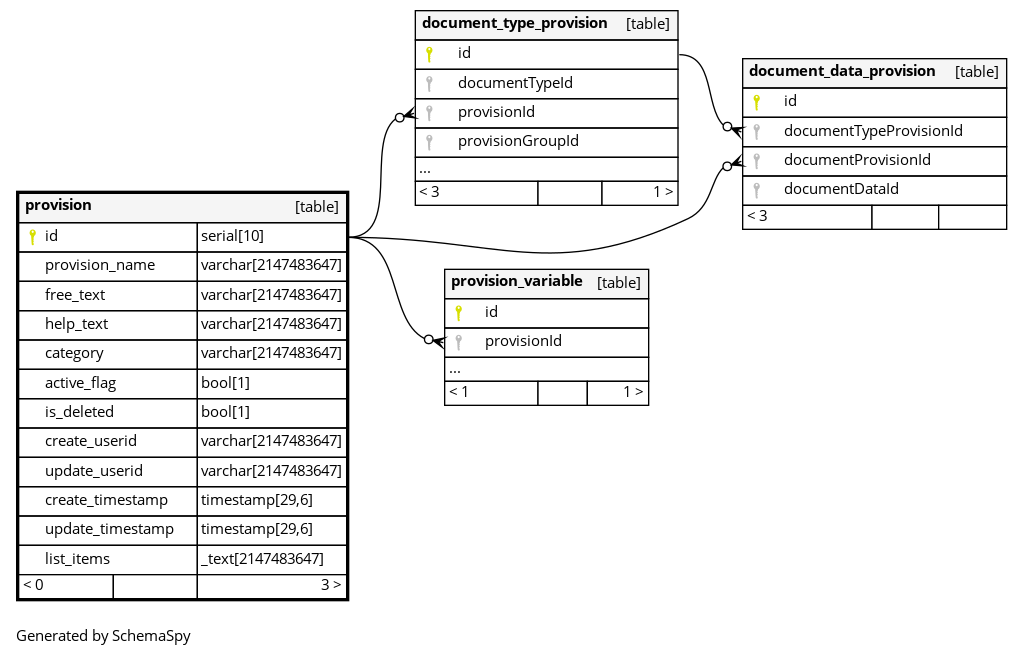 document_type_provision [table]
id
documentTypeId
provisionId
provisionGroupId
...
< 3 1 >
document_data_provision [table]
id
documentTypeProvisionId
documentProvisionId
documentDataId
< 3
provision [table]
id serial[10]
provision_name varchar[2147483647]
free_text varchar[2147483647]
help_text varchar[2147483647]
category varchar[2147483647]
active_flag bool[1]
is_deleted bool[1]
create_userid varchar[2147483647]
update_userid varchar[2147483647]
create_timestamp timestamp[29,6]
update_timestamp timestamp[29,6]
list_items _text[2147483647]
< 0 3 >
provision_variable [table]
id
provisionId
...
< 1 1 >
Generated by SchemaSpy